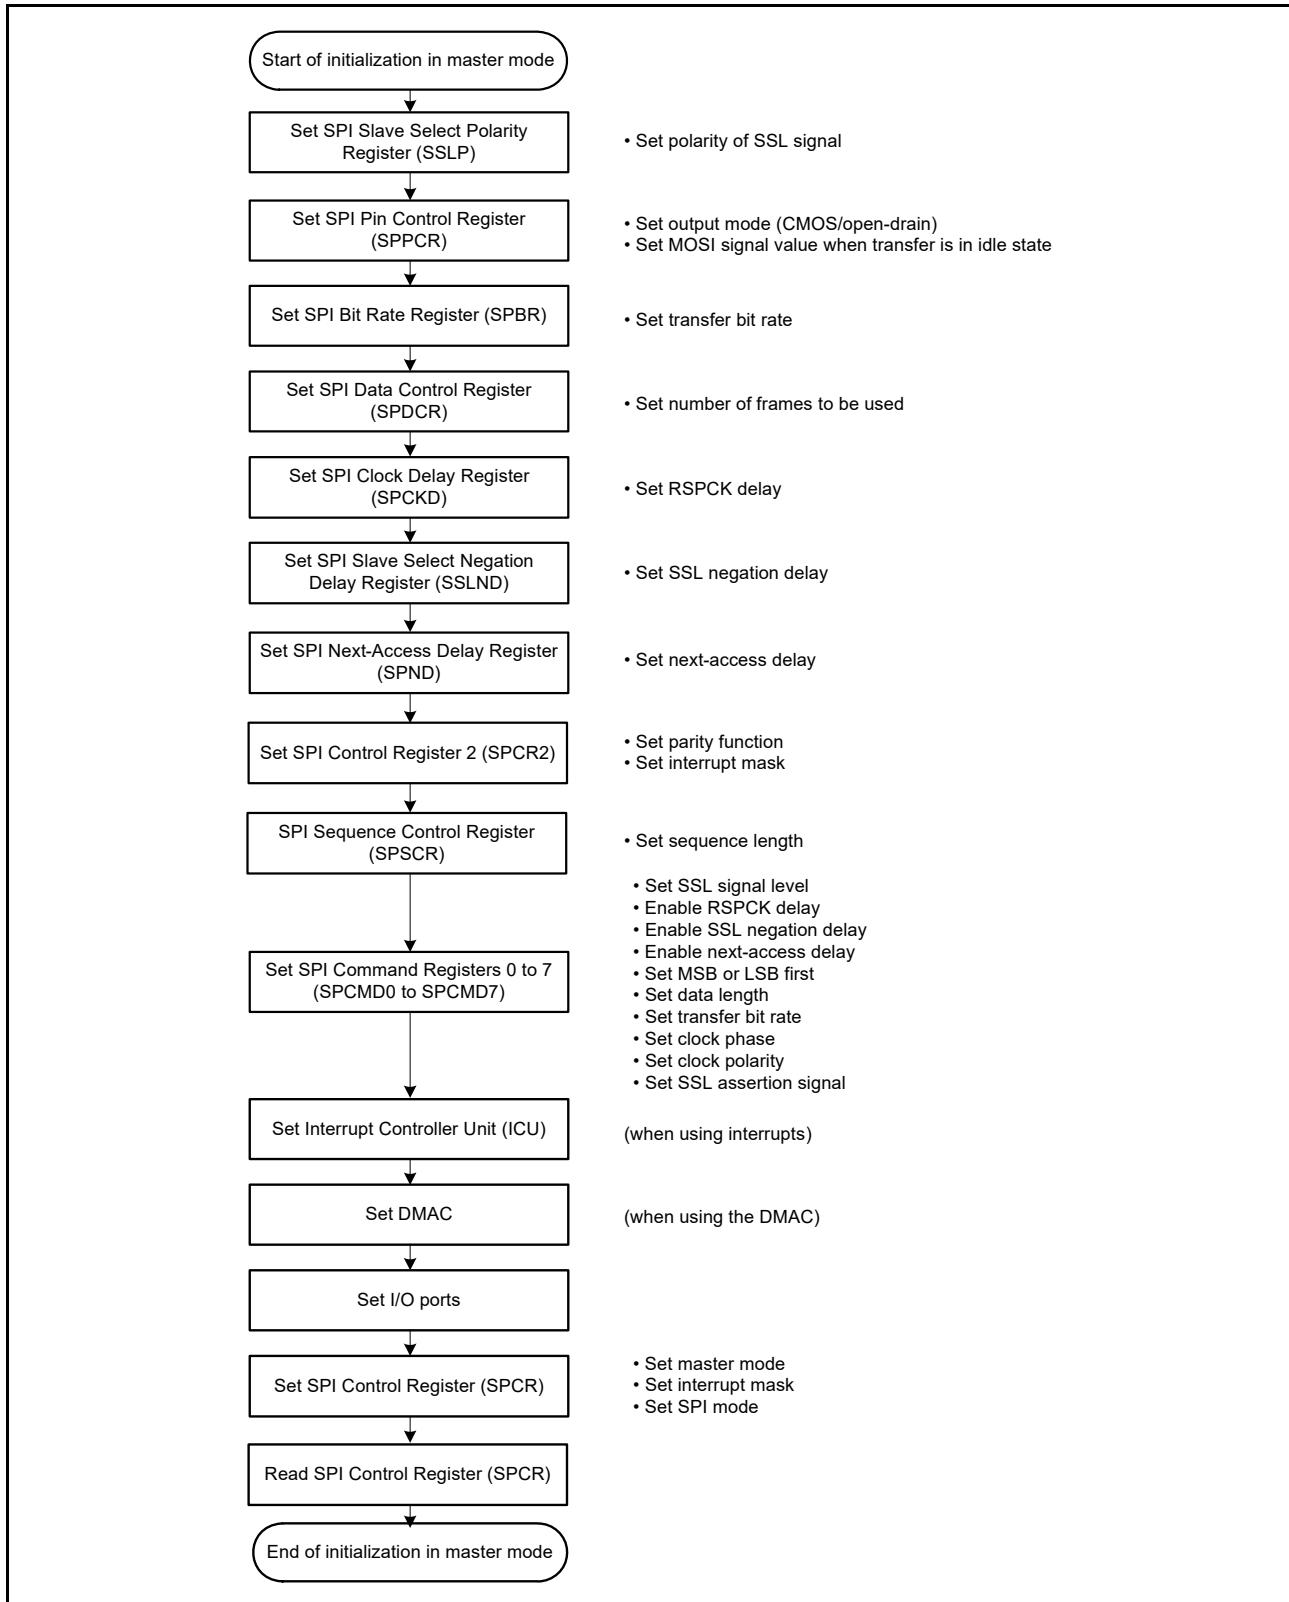 Start of initialization in master mode
Set SPI Slave Select Polarity
Register (SSLP)
• Set polarity of SSL signal
Set SPI Pin Control Register
(SPPCR)
• Set output mode (CMOS/open-drain)
• Set MOSI signal value when transfer is in idle state
Set SPI Bit Rate Register (SPBR)
• Set transfer bit rate
Set SPI Data Control Register
(SPDCR)
• Set number of frames to be used
Set SPI Clock Delay Register
(SPCKD)
• Set RSPCK delay
Set SPI Slave Select Negation
Delay Register (SSLND)
• Set SSL negation delay
Set SPI Next-Access Delay Register
(SPND)
• Set next-access delay
Set SPI Control Register 2 (SPCR2)
• Set parity function
• Set interrupt mask
SPI Sequence Control Register
(SPSCR)
• Set sequence length
Set SPI Command Registers 0 to 7
(SPCMD0 to SPCMD7)
• Set SSL signal level
• Enable RSPCK delay
• Enable SSL negation delay
• Enable next-access delay
• Set MSB or LSB first
• Set data length
• Set transfer bit rate
• Set clock phase
• Set clock polarity
• Set SSL assertion signal
Set Interrupt Controller Unit (ICU)
(when using interrupts)
Set DMAC
(when using the DMAC)
Set I/O ports
Set SPI Control Register (SPCR)
• Set master mode
• Set interrupt mask
• Set SPI mode
Read SPI Control Register (SPCR)
End of initialization in master mode